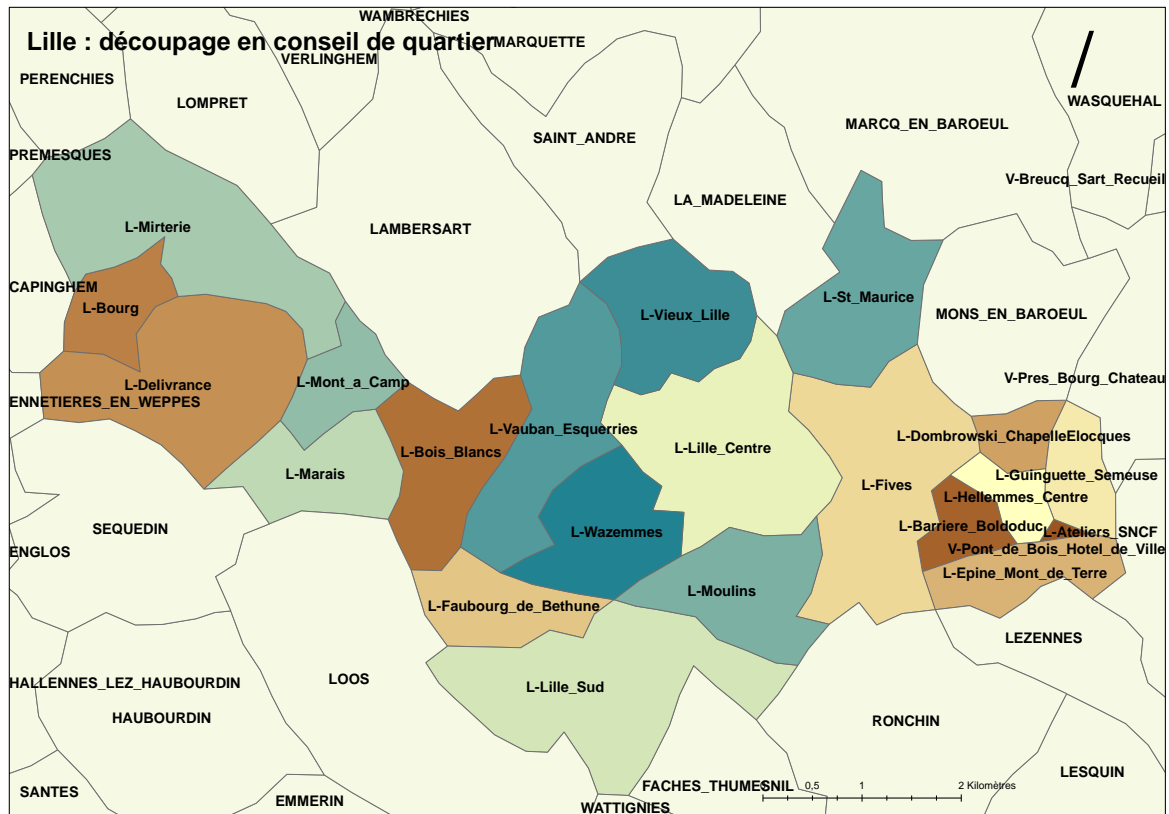 WAMBRECHIES
Lille : découpage en conseil de quartier
MARQUETTE
VERLINGHEM
PERENCHIES
LOMPRET
WASQUEHAL
MARCQ_EN_BAROEUL
SAINT_ANDRE
PREMESQUES
V-Breucq_Sart_Recueil
LA_MADELEINE
L-Mirterie
LAMBERSART
CAPINGHEM
L-St_Maurice
L-Bourg
L-Vieux_Lille
MONS_EN_BAROEUL
V-Pres_Bourg_Chateau
L-Mont_a_Camp
L-Delivrance
ENNETIERES_EN_WEPPES
L-Vauban_Esquerries
L-Dombrowski_ChapelleElocques
L-Lille_Centre
L-Bois_Blancs
L-Marais
L-Guinguette_Semeuse
L-Fives
L-Hellemmes_Centre
SEQUEDIN
L-Barriere_Boldoduc
L-Wazemmes
L-Ateliers_SNCF
ENGLOS
V-Pont_de_Bois_Hotel_de_Ville
L-Epine_Mont_de_Terre
L-Moulins
L-Faubourg_de_Bethune
LEZENNES
LOOS
HALLENNES_LEZ_HAUBOURDIN
L-Lille_Sud
HAUBOURDIN
RONCHIN
LESQUIN
FACHES_THUMESNIL
0,5 1 2 Kilomètres
SANTES
EMMERIN
WATTIGNIES